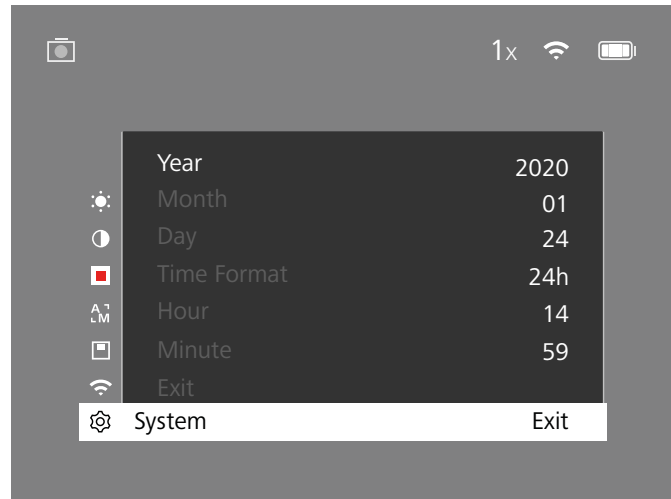 1x
Year 2020
Month 01
Day 24
Time Format 24h
Hour 14
Minute 59
Exit
System Exit
A
M